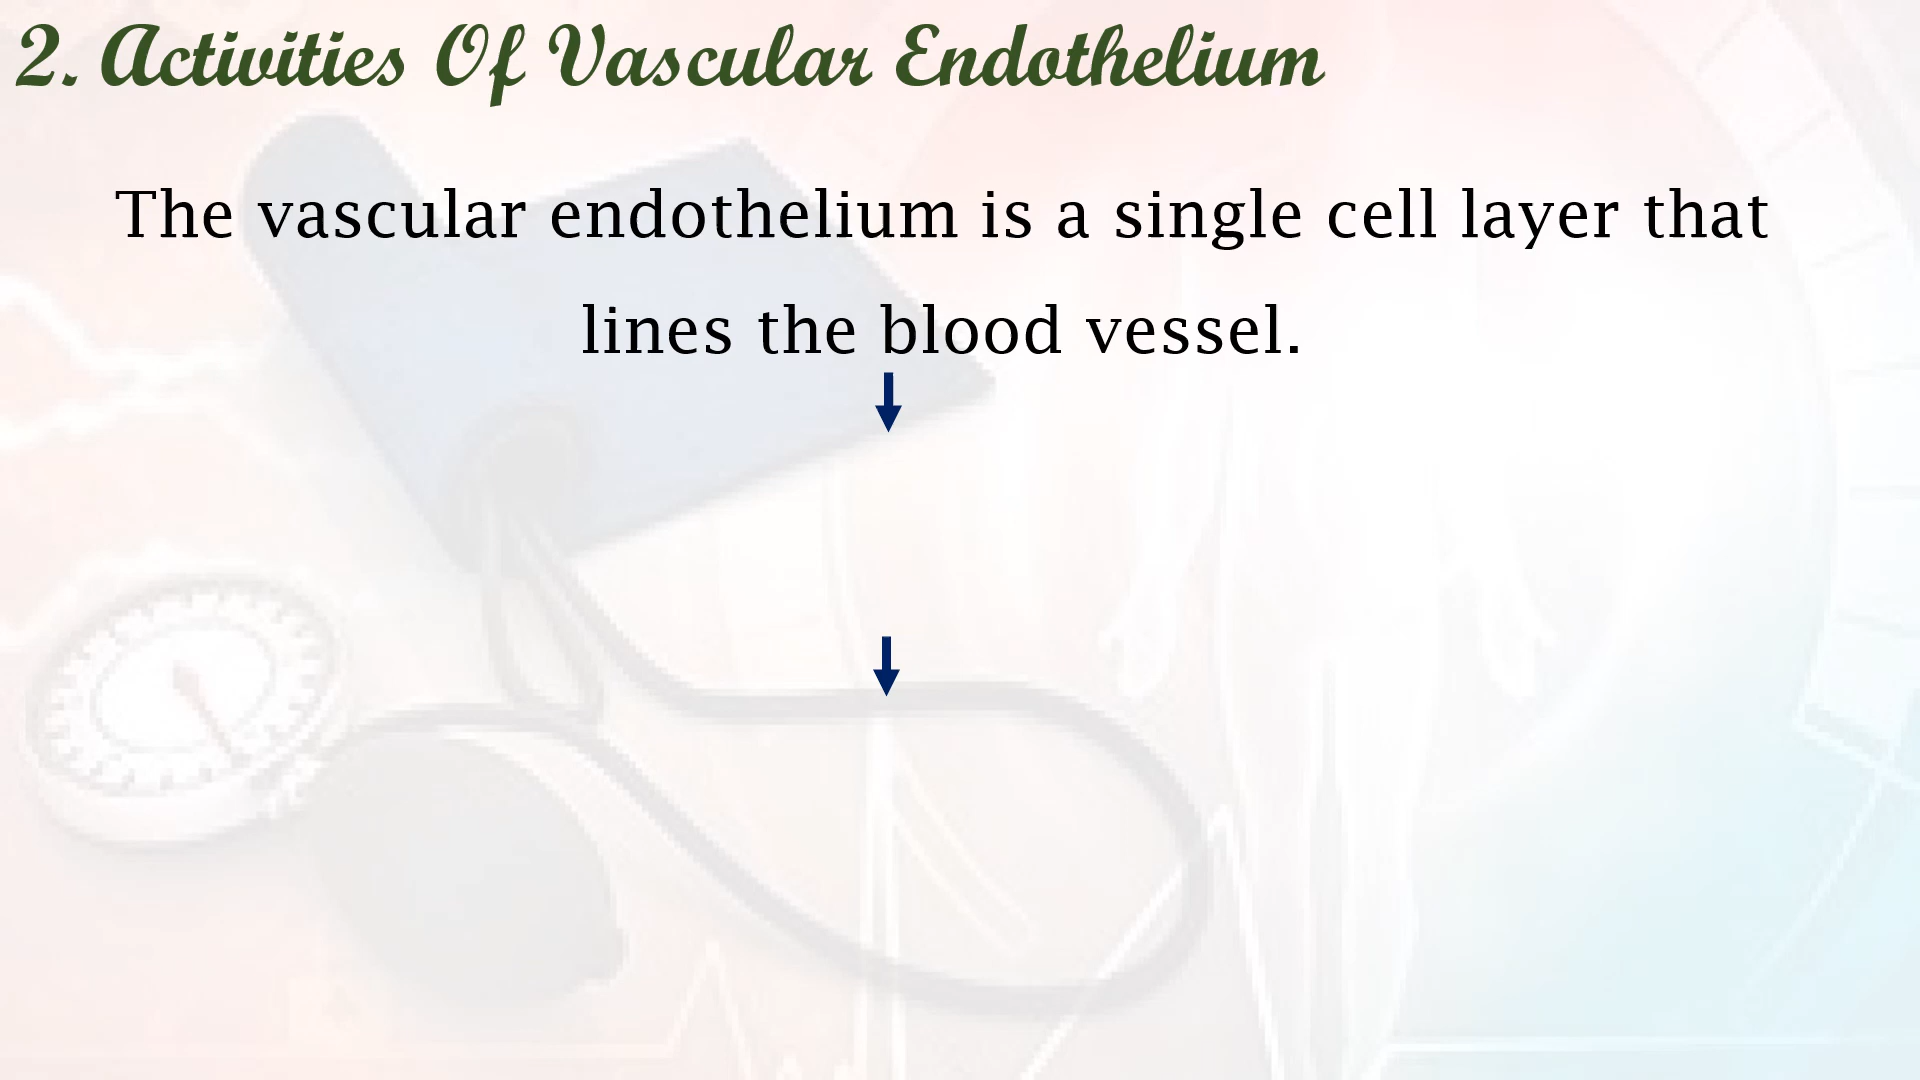 2. Activities Of Vascular Endothelium
The vascular endothelium is a single cell layer that
lines the blood vessel.